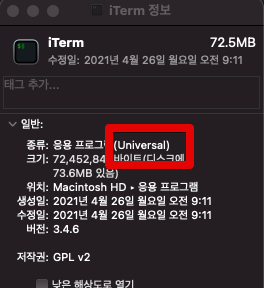 iTerm 정보
iTerm 72.5MB
수정일: 2021년 4월 26일 월요일 오전 9:11
태그 추가...
일반:
종류: 응용 프로그 (Universal)
크기: 72,452,84 바이트(디스크에
73.6MB 있음)
위치: Macintosh HD ▸ 응용 프로그램
생성일: 2021년 4월 26일 월요일 오전 9:11
수정일: 2021년 4월 26일 월요일 오전 9:11
버전: 3.4.6
저작권: GPL v2
낮은 해상도로 열기